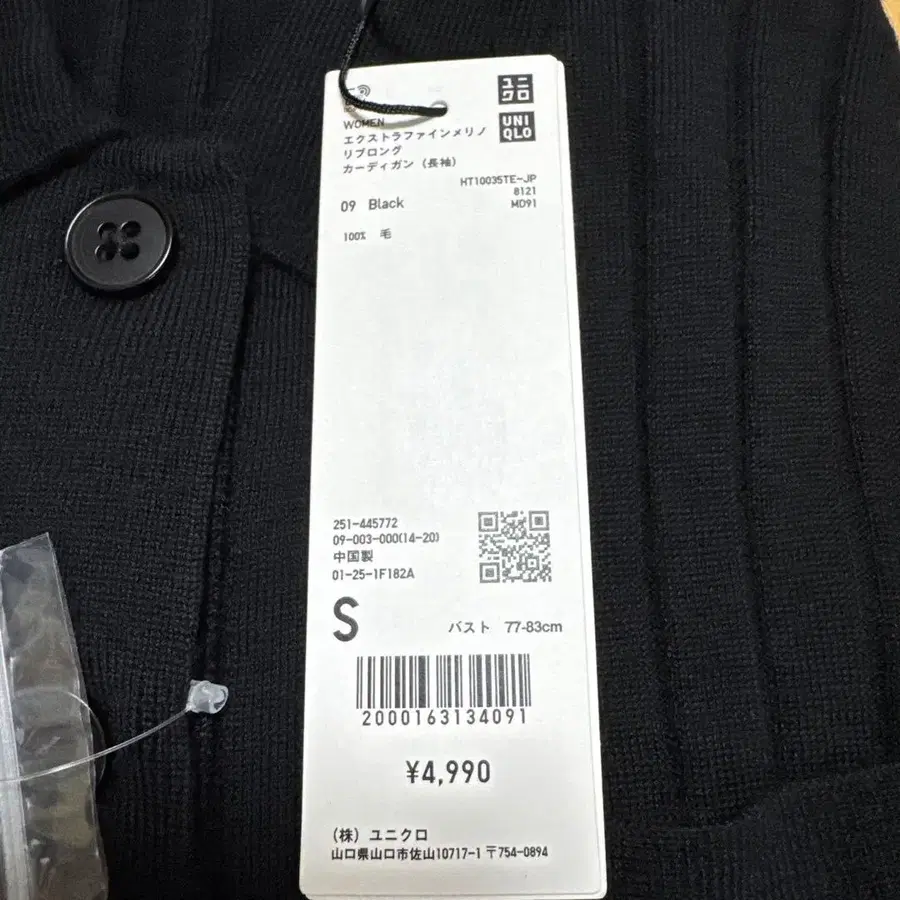 ユニ
クロ
UNI
QLO
WOMEN
エクストラファインメリノ
リブロング
カーディガン（長袖）
HT10035TE-JP
8121
MD91
09 Black
100% 毛
251-445772
09-003-000(14-20)
中国製
01-25-1F182A
S
バスト 77-83cm
2000163134091
¥4,990
（株）ユニクロ
山口県山口市佐山10717-1 〒754-0894